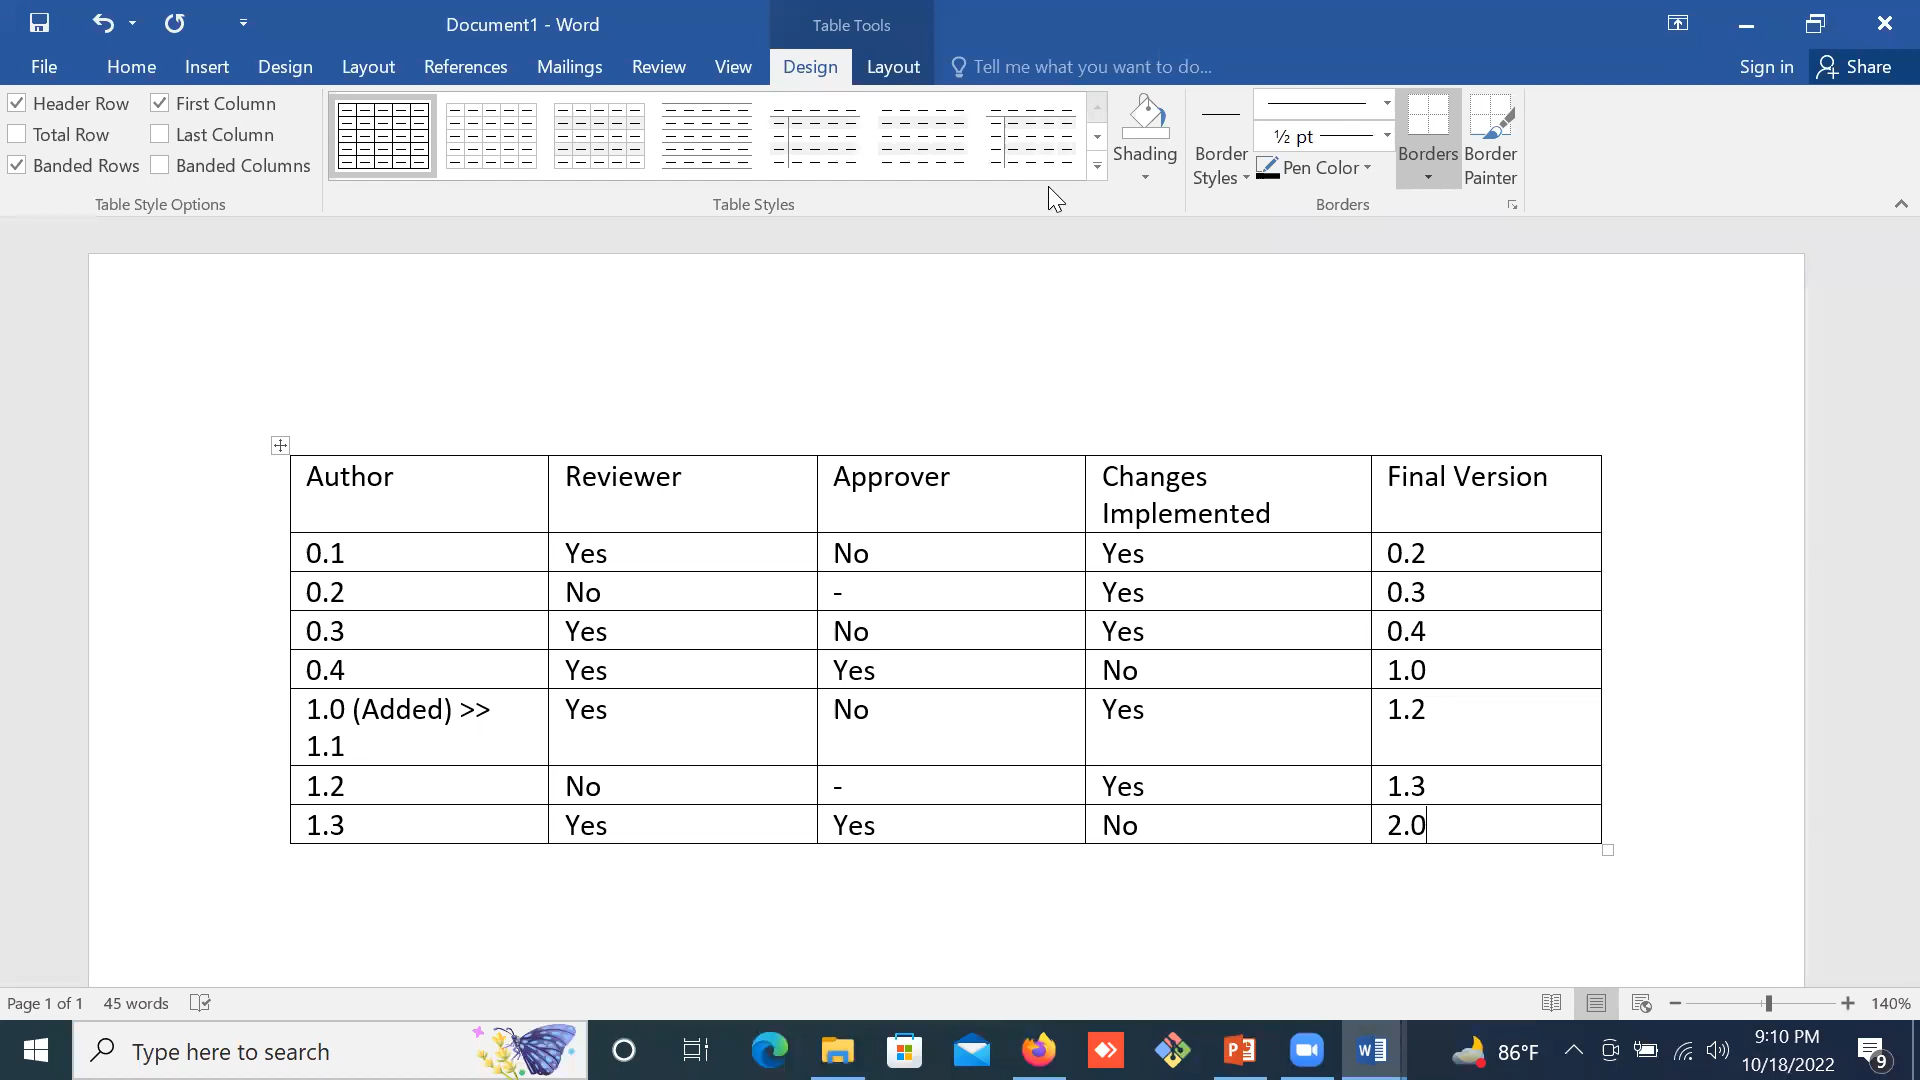 Document1 - Word
Table Tools
File Home Insert Design Layout References Mailings Review View Design Layout Tell me what you want to do... Sign in Share
Header Row First Column
Total Row Last Column
Banded Rows Banded Columns
Table Style Options
Table Styles
Shading
Border Styles
½ pt
Pen Color
Borders
Border Painter
Borders
Author Reviewer Approver Changes Implemented Final Version
0.1 Yes No Yes 0.2
0.2 No - Yes 0.3
0.3 Yes No Yes 0.4
0.4 Yes Yes No 1.0
1.0 (Added) >> 1.1 Yes No Yes 1.2
1.2 No - Yes 1.3
1.3 Yes Yes No 2.0
Page 1 of 1 45 words 140%
Type here to search 86°F 9:10 PM
10/18/2022 9